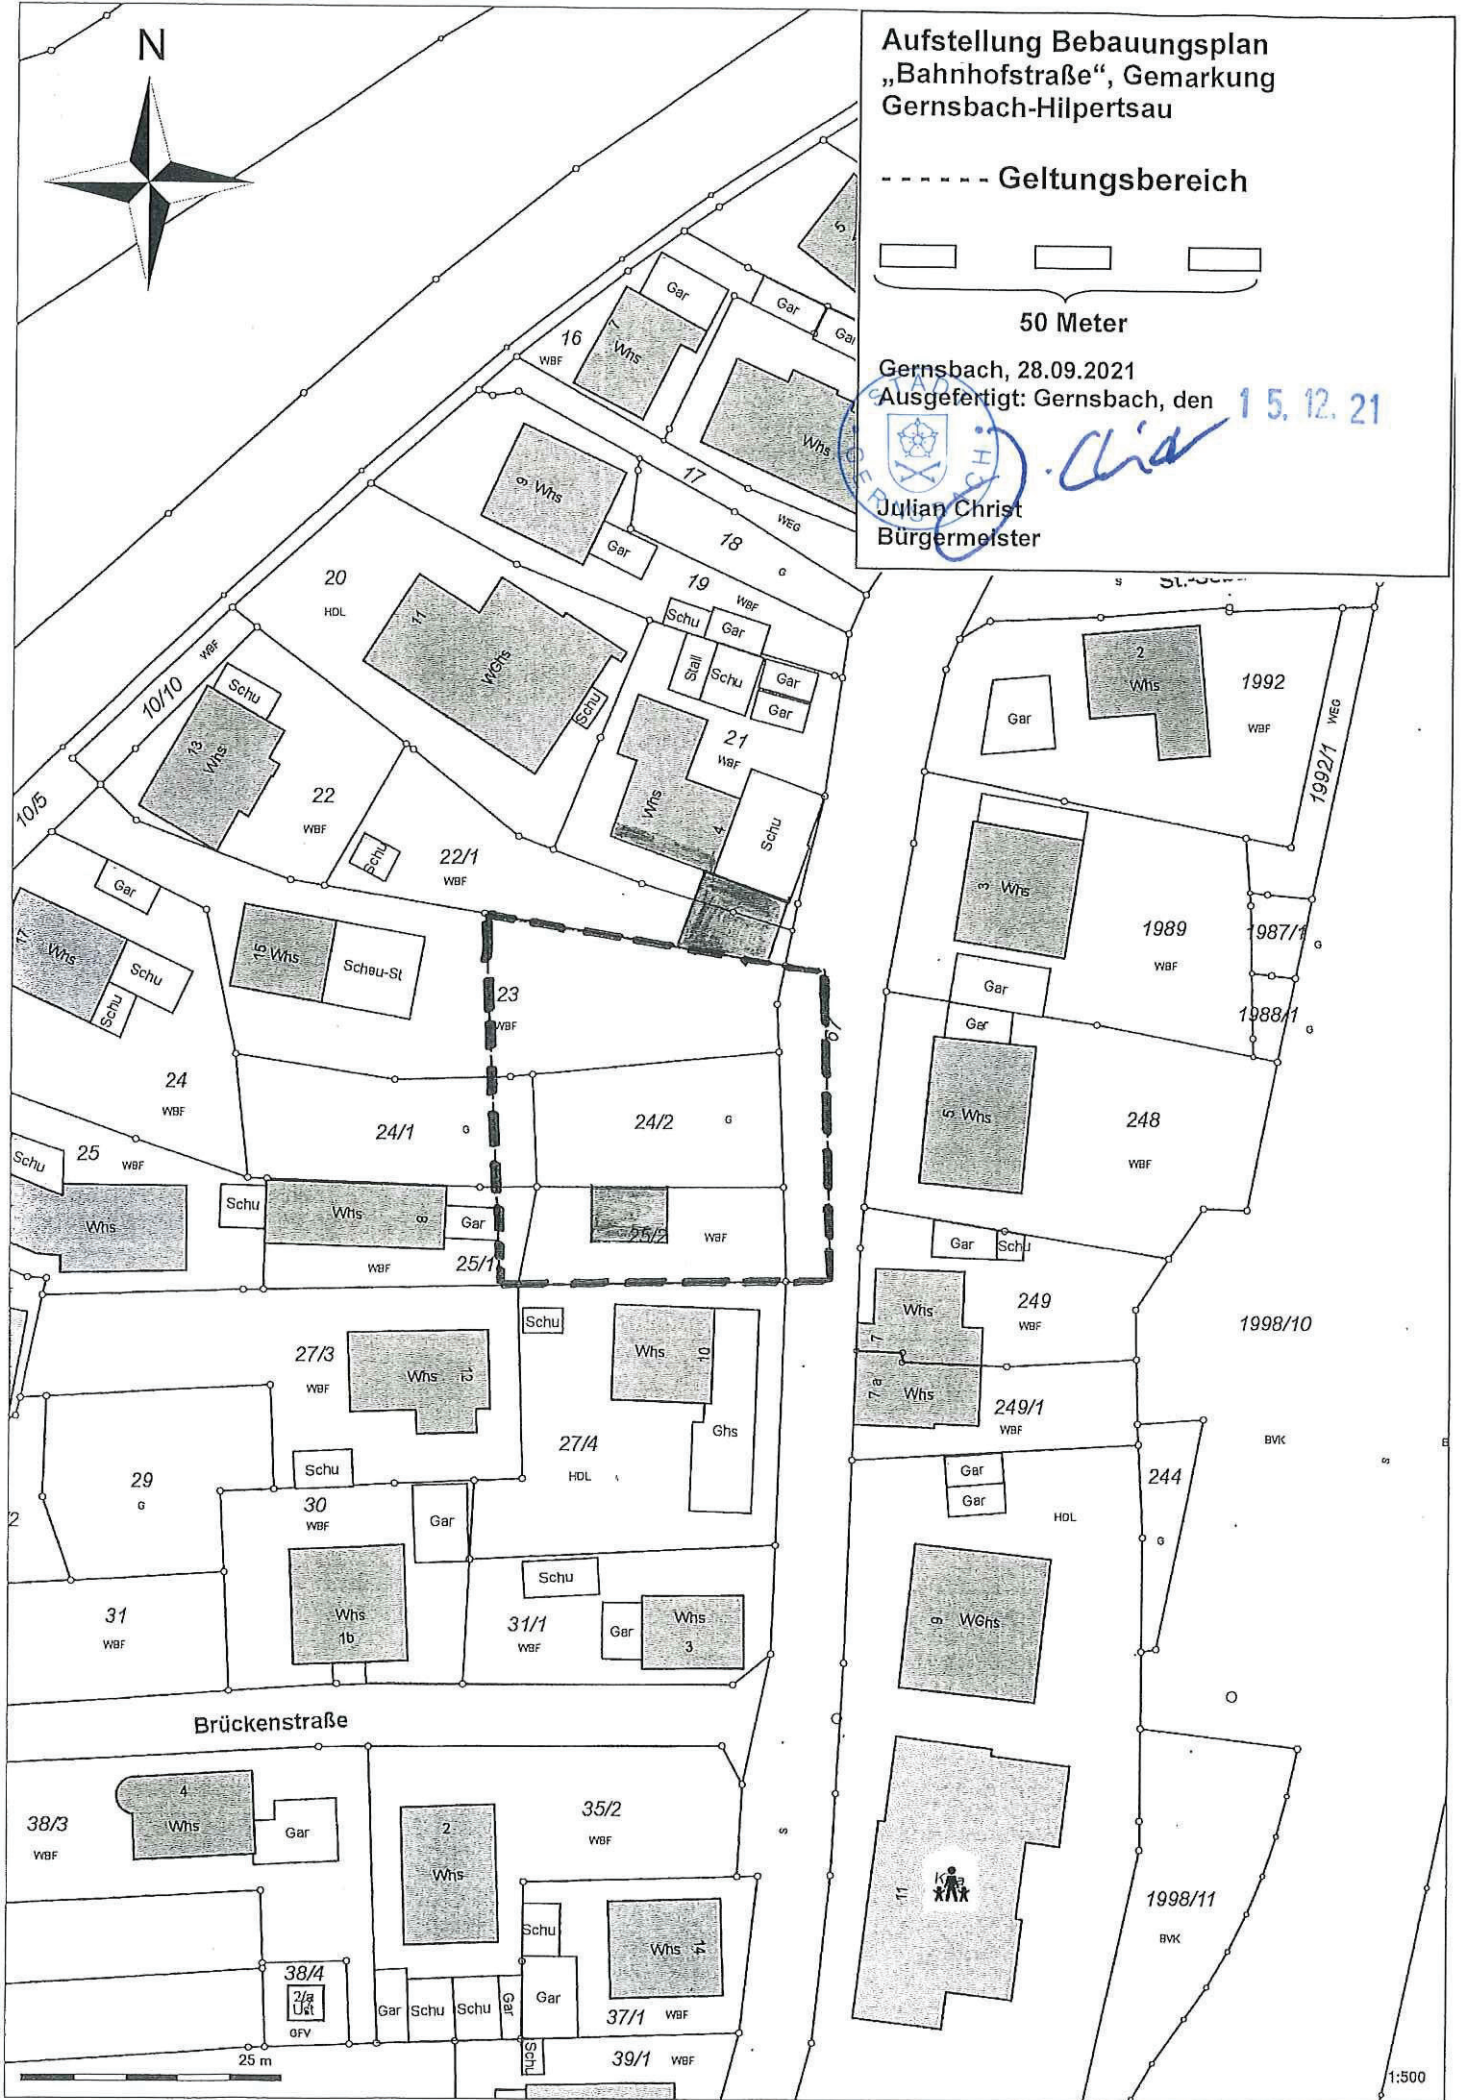 N
Aufstellung Bebauungsplan
„Bahnhofstraße“, Gemarkung
Gernsbach-Hilpertsau
------ Geltungsbereich
50 Meter
Gernsbach, 28.09.2021
Ausgefertigt: Gernsbach, den 15. 12. 21
STADT GERNSBACH
Julian Christ
Bürgermeister
5
Gar
Gar
Gar
16
WBF
7
Whs
Whs
17
WEG
9 Whs
Gar
18
G
19
WBF
20
HDL
11
WGhs
Schu
Schu
Gar
Stall
Schu
Gar
Gar
21
WBF
Whs
4
Schu
2
Whs
1992
WBF
Gar
1992/1
WEG
10/10
WBF
Schu
13
Whs
22
WBF
Schu
22/1
WBF
10/5
Gar
17
Whs
Schu
Schu
15 Whs
Scheu-St
23
WBF
3 Whs
1989
WBF
1987/1
G
Gar
1988/1
G
Gar
24
WBF
24/1
G
24/2
G
5 Whs
248
WBF
25
WBF
Schu
Whs
Schu
Whs
8
Gar
25/1
WBF
25/2
WBF
Gar
Schu
Whs
7
249
WBF
1998/10
7 a
Whs
249/1
WBF
BVK
S
Schu
Whs
10
27/3
WBF
Whs
12
27/4
HDL
Ghs
29
G
Schu
30
WBF
Gar
Gar
Gar
HDL
244
G
31
WBF
Whs
1b
Schu
31/1
WBF
Gar
Whs
3
9
WGhs
Brückenstraße
38/3
WBF
4
Whs
Gar
2
Whs
35/2
WBF
S
11
1998/11
BVK
Schu
Whs
14
38/4
2/a
Ust
GFV
Gar
Schu
Schu
Gar
Gar
37/1
WBF
Schu
39/1
WBF
25 m
1:500